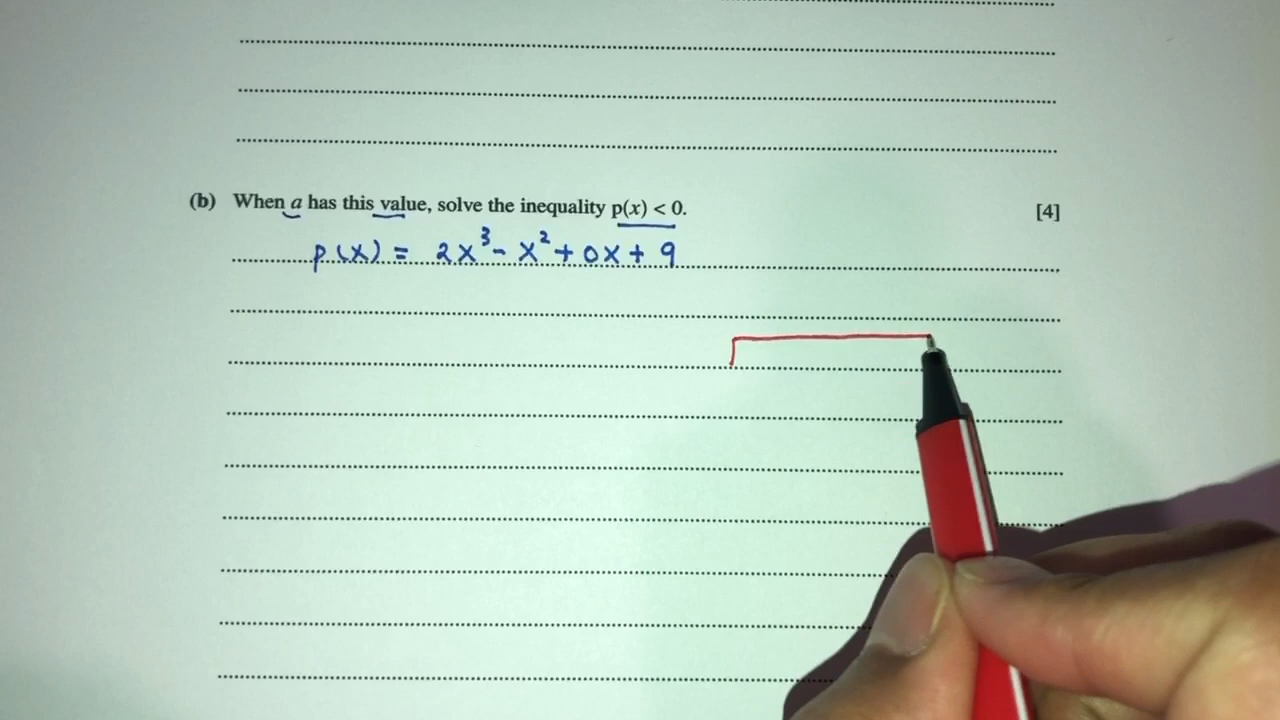 (b) When a has this value, solve the inequality p(x) < 0. [4]
p(x) = 2x³ - x² + 0x + 9